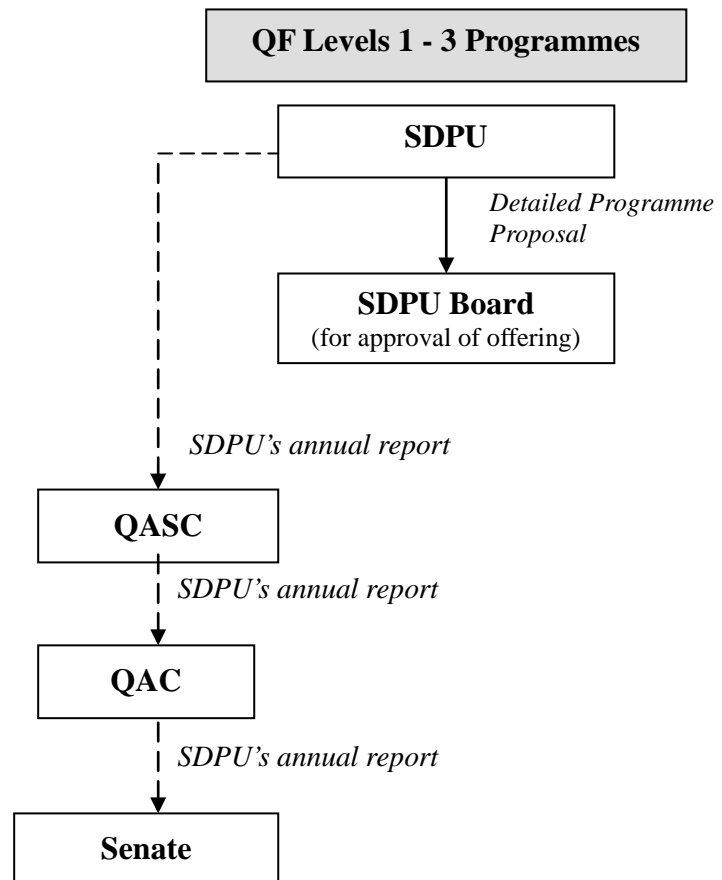 QF Levels 1 - 3 Programmes
SDPU
Detailed Programme
Proposal
SDPU Board
(for approval of offering)
SDPU’s annual report
QASC
SDPU’s annual report
QAC
SDPU’s annual report
Senate